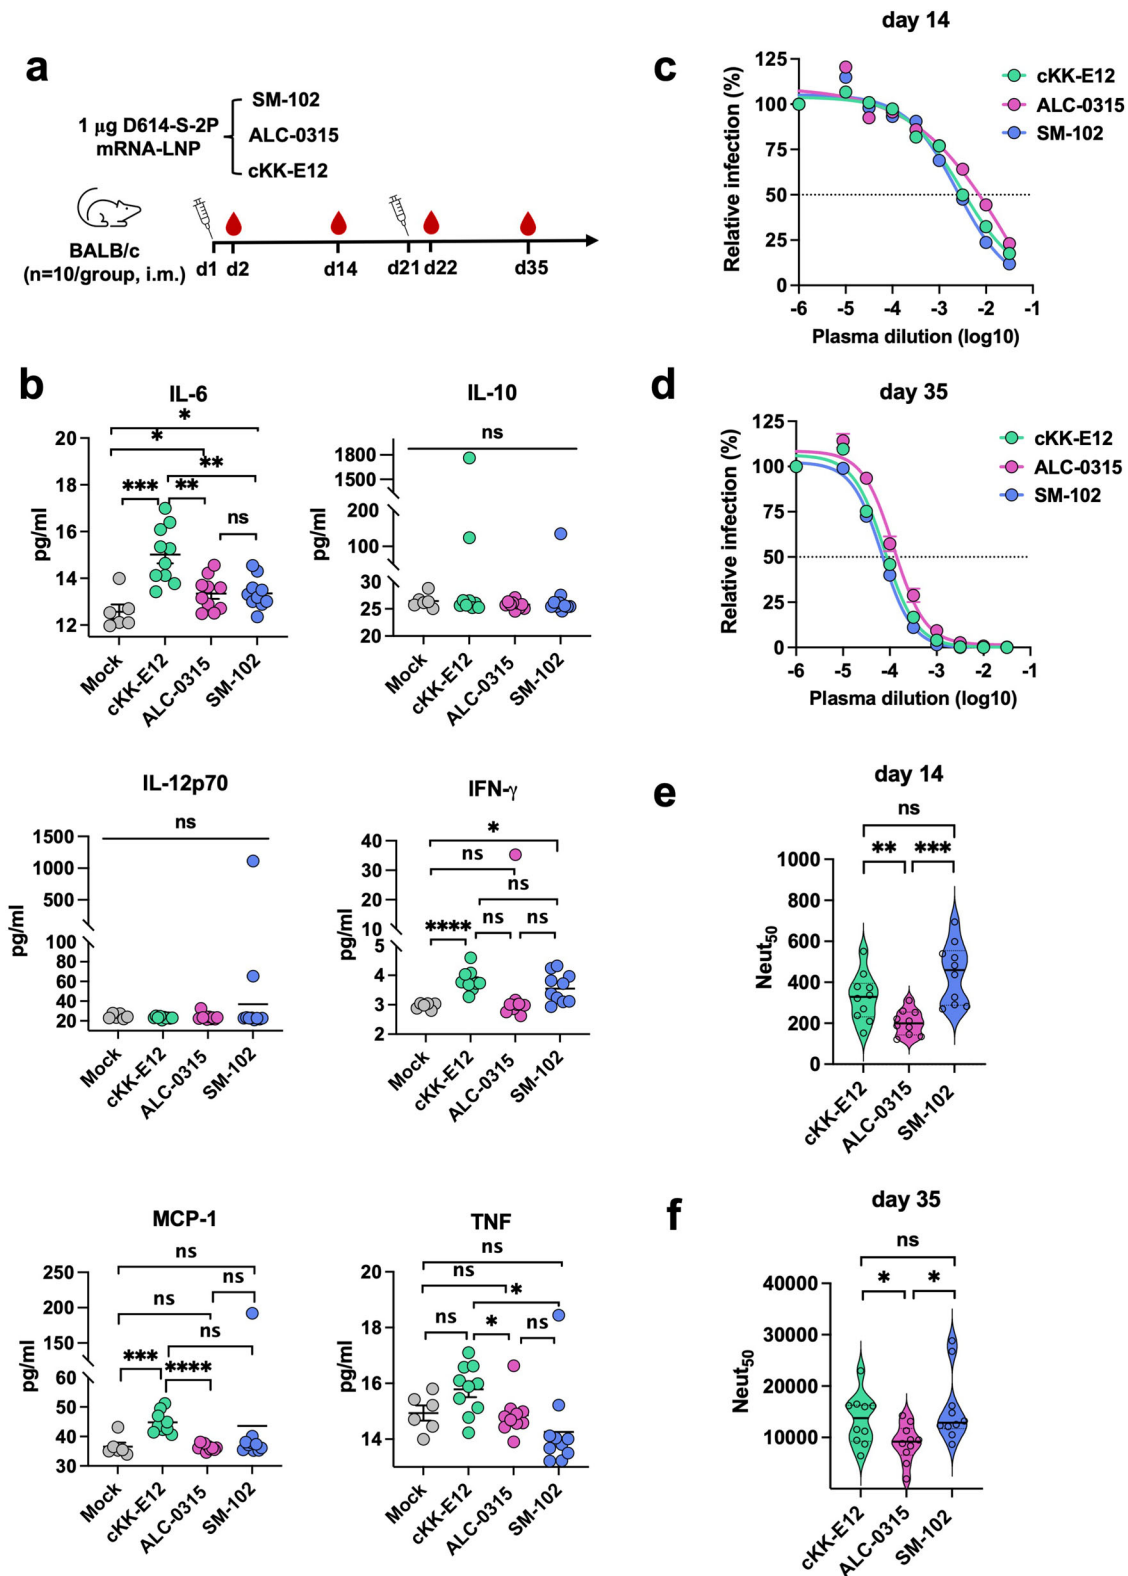 a
1 μg D614-S-2P
mRNA-LNP
SM-102
ALC-0315
cKK-E12
BALB/c
(n=10/group, i.m.)
d1 d2 d14 d21 d22 d35
b
IL-6
*
*
**
*** **
ns
20
18
16
14
12
pg/ml
Mock cKK-E12 ALC-0315 SM-102
IL-10
ns
1800
1500
200
100
30
25
20
pg/ml
Mock cKK-E12 ALC-0315 SM-102
IL-12p70
ns
1500
1000
500
100
80
60
40
20
pg/ml
Mock cKK-E12 ALC-0315 SM-102
IFN-γ
*
ns
ns
**** ns ns
40
30
20
10
5
4
3
2
pg/ml
Mock cKK-E12 ALC-0315 SM-102
MCP-1
ns
ns
ns
ns
*** ****
250
200
150
60
50
40
30
pg/ml
Mock cKK-E12 ALC-0315 SM-102
TNF
ns
ns
*
ns * ns
20
18
16
14
pg/ml
Mock cKK-E12 ALC-0315 SM-102
c
day 14
125
100
75
50
25
0
Relative infection (%)
-6 -5 -4 -3 -2 -1
Plasma dilution (log10)
cKK-E12
ALC-0315
SM-102
d
day 35
125
100
75
50
25
0
Relative infection (%)
-6 -5 -4 -3 -2 -1
Plasma dilution (log10)
cKK-E12
ALC-0315
SM-102
e
day 14
ns
** ***
1000
800
600
400
200
0
Neut50
cKK-E12 ALC-0315 SM-102
f
day 35
ns
* *
40000
30000
20000
10000
Neut50
cKK-E12 ALC-0315 SM-102